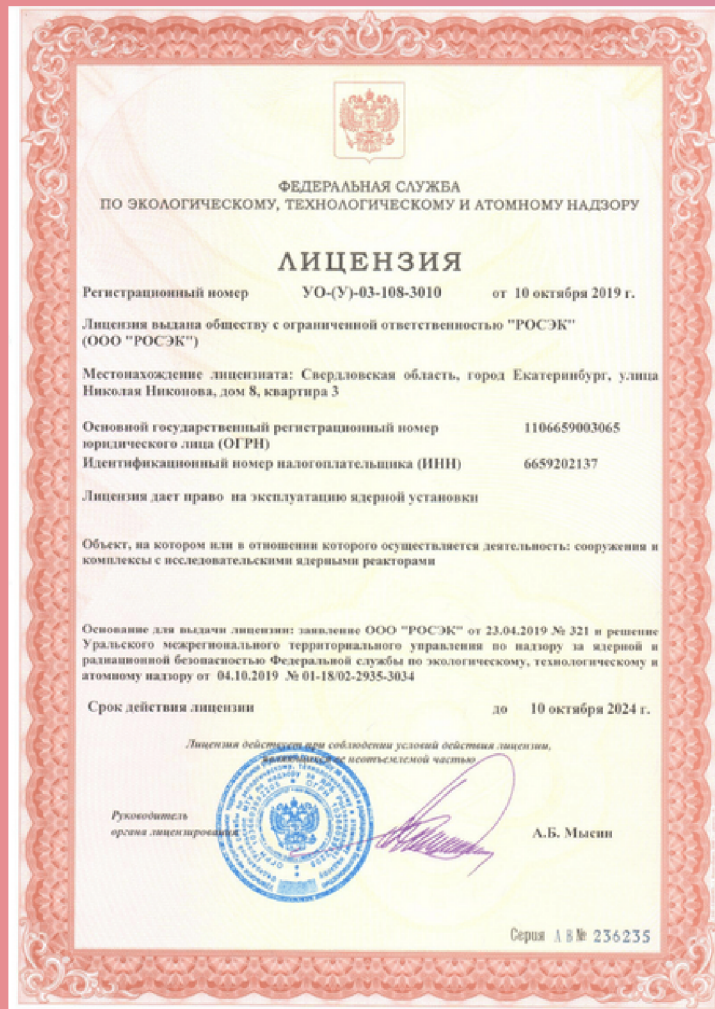 ФЕДЕРАЛЬНАЯ СЛУЖБА
ПО ЭКОЛОГИЧЕСКОМУ, ТЕХНОЛОГИЧЕСКОМУ И АТОМНОМУ НАДЗОРУ
ЛИЦЕНЗИЯ
Регистрационный номер УО-(У)-03-108-3010 от 10 октября 2019 г.
Лицензия выдана обществу с ограниченной ответственностью "РОСЭК"
(ООО "РОСЭК")
Местонахождение лицензиата: Свердловская область, город Екатеринбург, улица
Николая Никонова, дом 8, квартира 3
Основной государственный регистрационный номер 1106659003065
юридического лица (ОГРН)
Идентификационный номер налогоплательщика (ИНН) 6659202137
Лицензия дает право на эксплуатацию ядерной установки
Объект, на котором или в отношении которого осуществляется деятельность: сооружения и
комплексы с исследовательскими ядерными реакторами
Основание для выдачи лицензии: заявление ООО "РОСЭК" от 23.04.2019 № 321 и решение
Уральского межрегионального территориального управления по надзору за ядерной и
радиационной безопасностью Федеральной службы по экологическому, технологическому и
атомному надзору от 04.10.2019 № 01-18/02-2935-3034
Срок действия лицензии до 10 октября 2024 г.
Лицензия действует при соблюдении условий действия лицензии,
являющихся ее неотъемлемой частью
Руководитель
органа лицензирования А.Б. Мысин
Серия А В № 236235